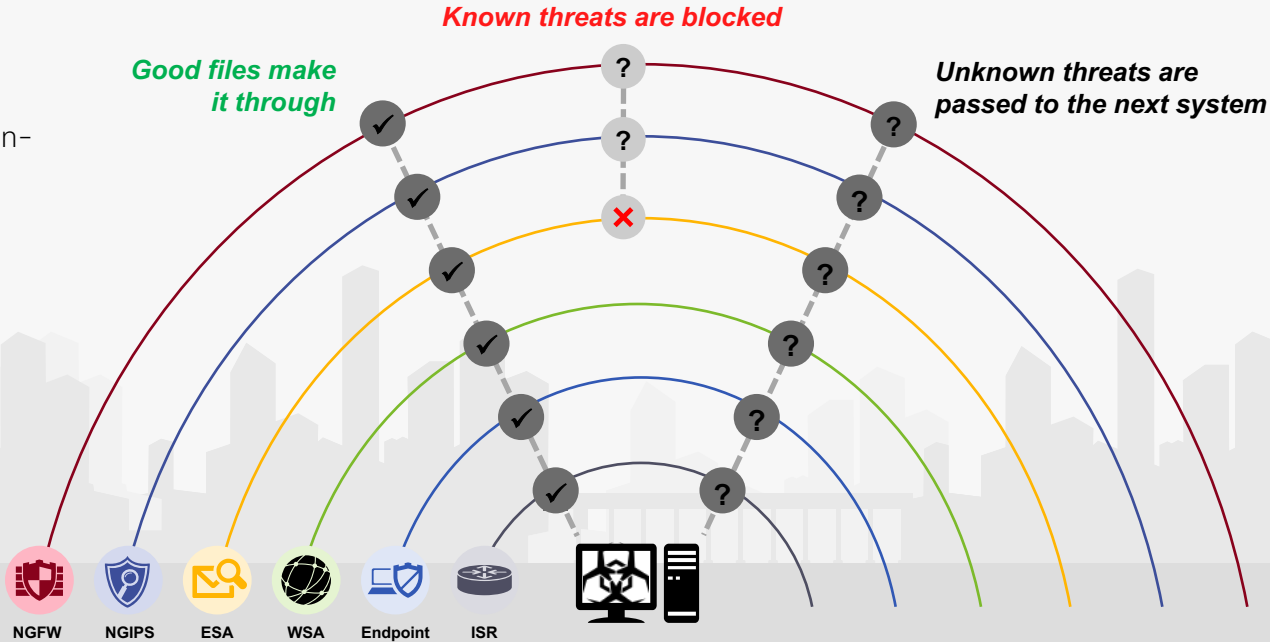 Known threats are blocked
Good files make
it through
Unknown threats are
passed to the next system
n-
?
?
?
?
?
?
?
?
NGFW
NGIPS
ESA
WSA
Endpoint
ISR